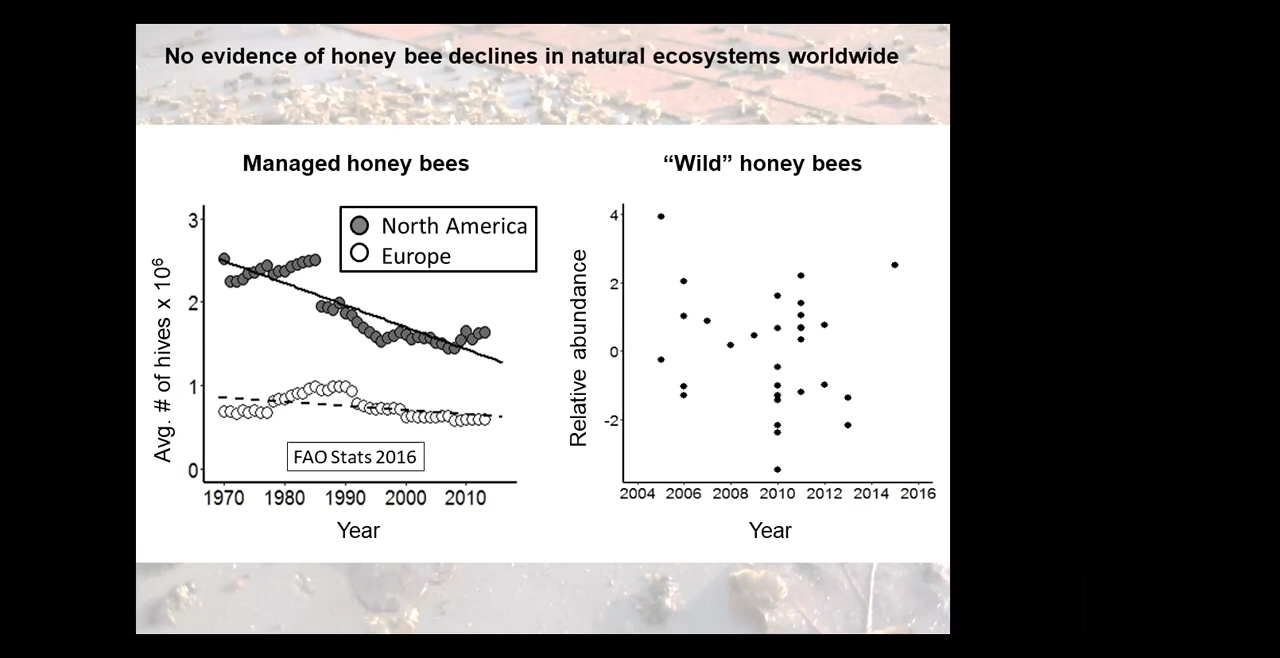 No evidence of honey bee declines in natural ecosystems worldwide
Managed honey bees
Avg. # of hives x 10⁶
3
2
1
0
North America
Europe
FAO Stats 2016
1970 1980 1990 2000 2010
Year
“Wild” honey bees
Relative abundance
4
2
0
-2
2004 2006 2008 2010 2012 2014 2016
Year